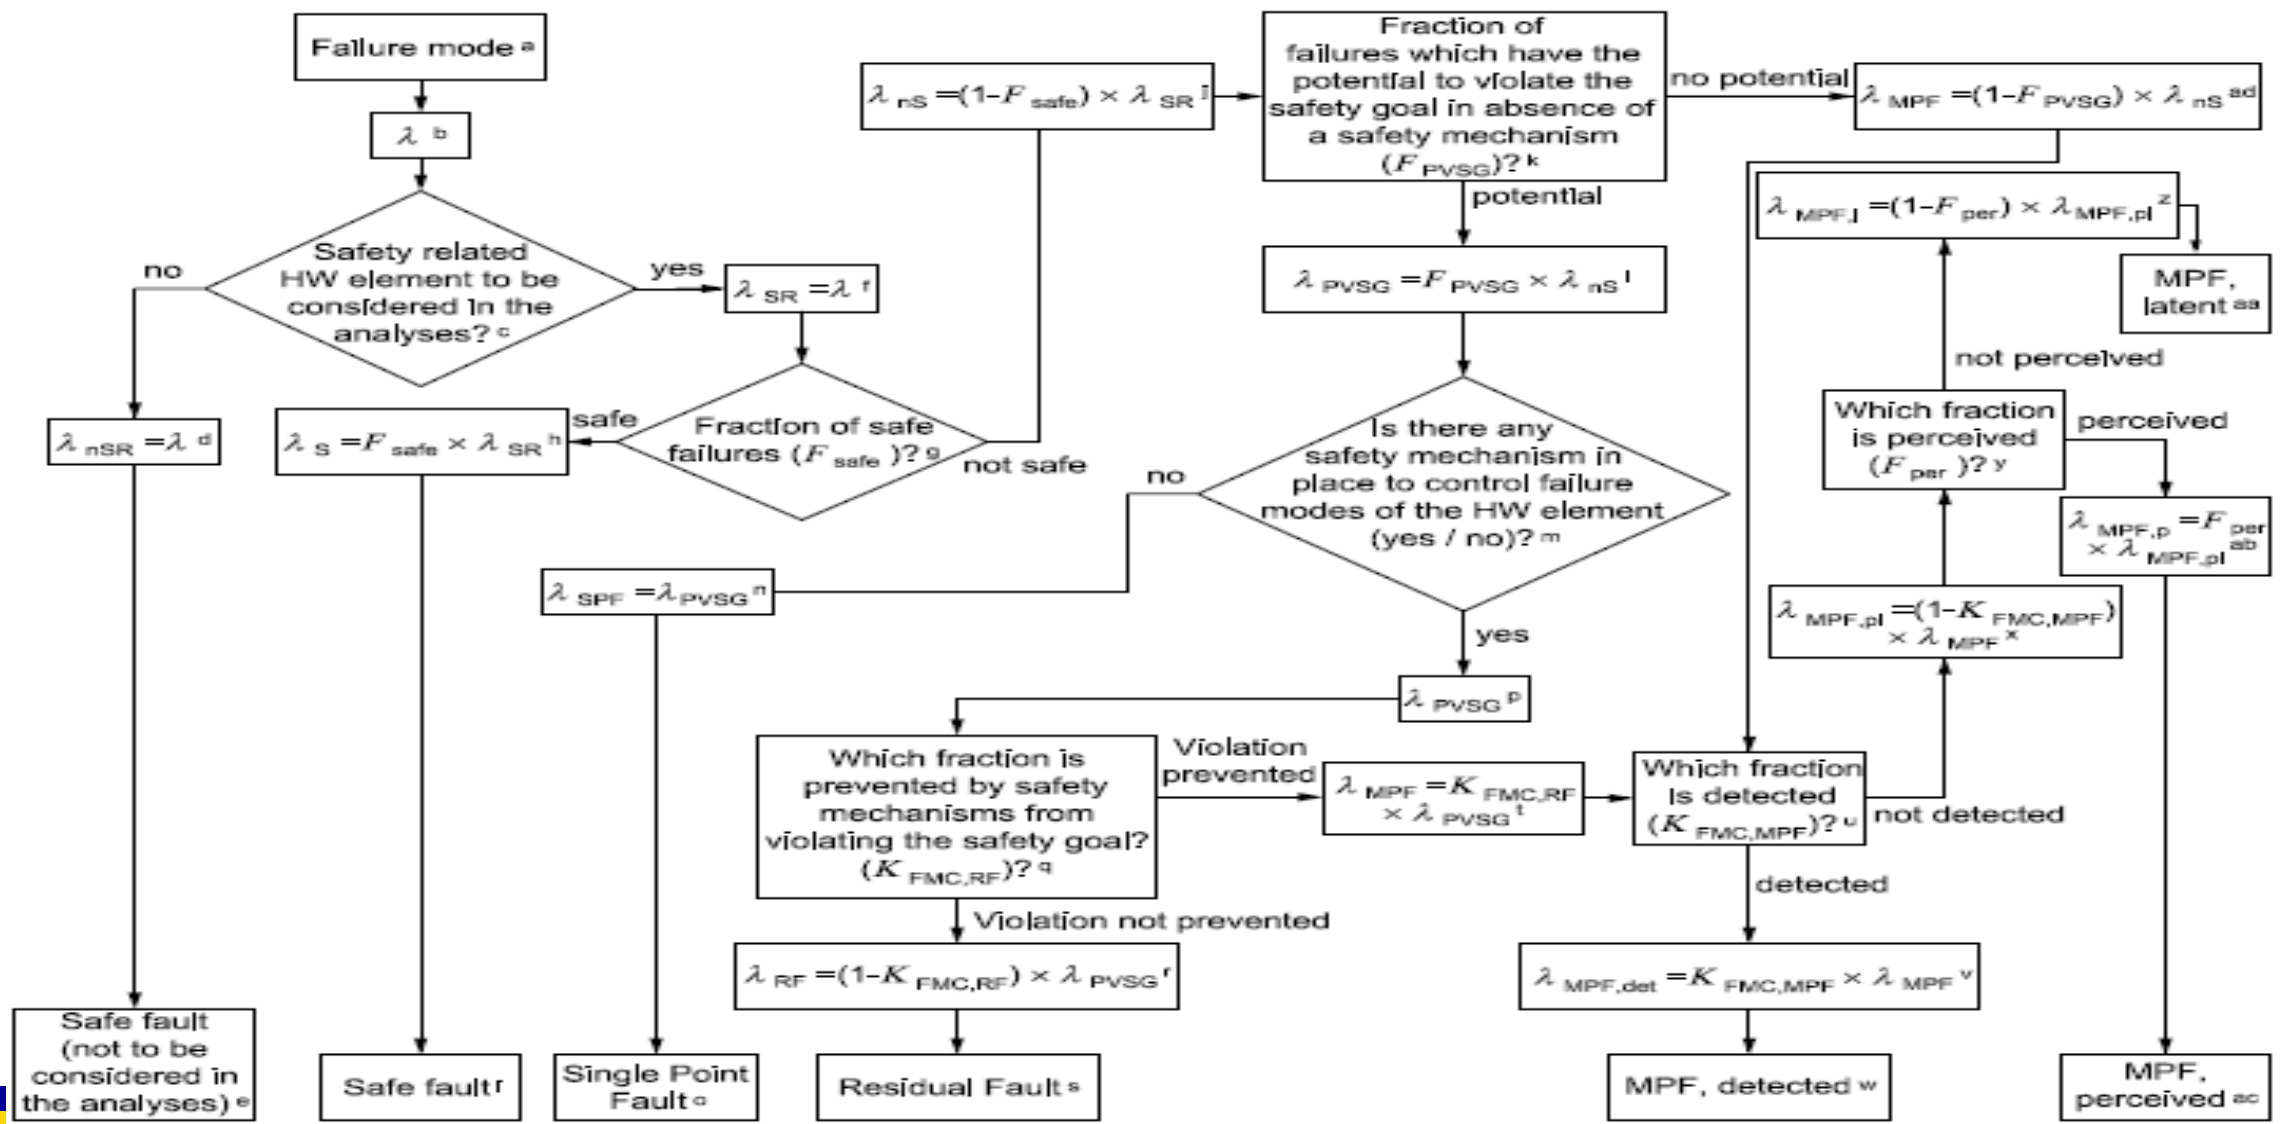 Failure mode a
λ b
Safety related
HW element to be
considered in the
analyses? c
no
yes
λ nSR =λ d
Safe fault
(not to be
considered in
the analyses) e
λ SR =λ f
Fraction of safe
failures (F safe )? g
safe
not safe
λ S =F safe × λ SR h
Safe fault
λ nS =(1-F safe) × λ SR j
Fraction of
failures which have the
potential to violate the
safety goal in absence of
a safety mechanism
(F PVSG)? k
no potential
potential
λ PVSG =F PVSG × λ nS l
Is there any
safety mechanism in
place to control failure
modes of the HW element
(yes / no)? m
no
yes
λ SPF =λ PVSG n
Single Point
Fault o
λ PVSG p
Which fraction is
prevented by safety
mechanisms from
violating the safety goal?
(K FMC,RF)? q
Violation
prevented
Violation not prevented
λ RF =(1-K FMC,RF) × λ PVSG r
Residual Fault s
λ MPF =K FMC,RF
× λ PVSG t
Which fraction
is detected
(K FMC,MPF)? u
detected
not detected
λ MPF,det =K FMC,MPF × λ MPF v
MPF, detected w
λ MPF,pl =(1-K FMC,MPF)
× λ MPF x
Which fraction
is perceived
(F per )? y
not perceived
perceived
λ MPF,l =(1-F per) × λ MPF,pl z
MPF,
latent aa
λ MPF,p =F per
× λ MPF,pl ab
MPF,
perceived ac
λ MPF =(1-F PVSG) × λ nS ad